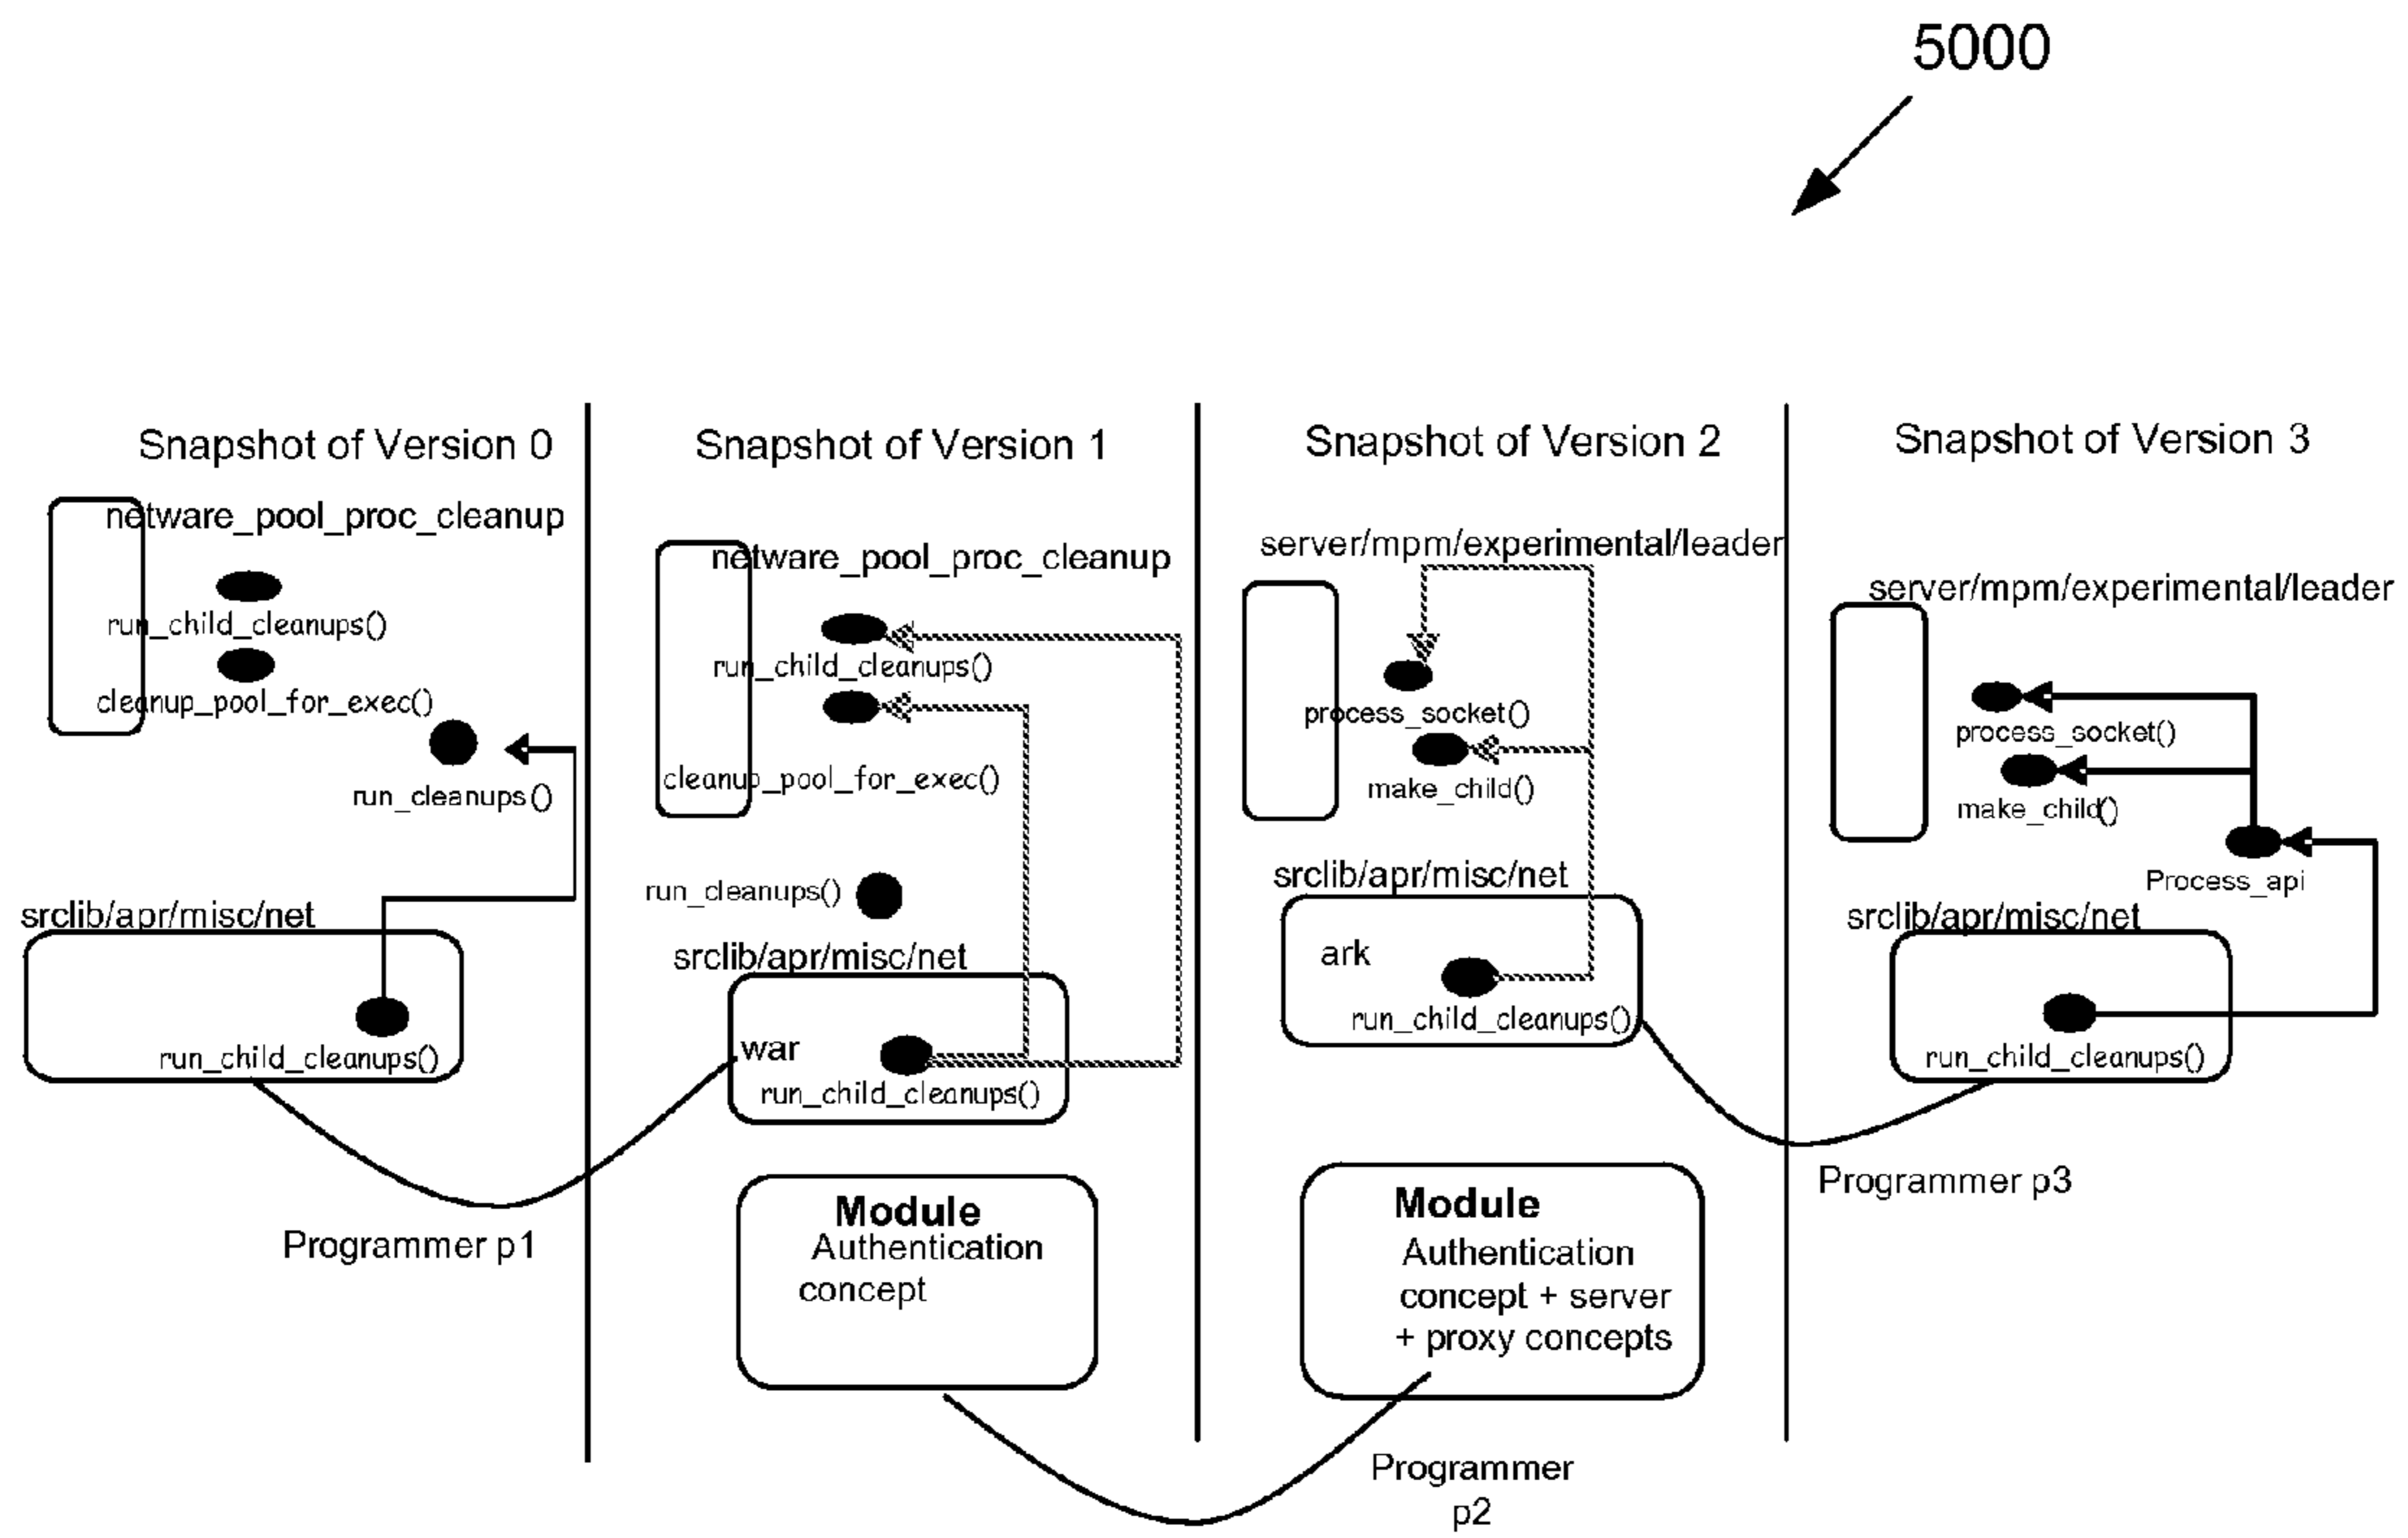 5000
Snapshot of Version 0
netware_pool_proc_cleanup
run_child_cleanups()
cleanup_pool_for_exec()
run_cleanups()
srclib/apr/misc/net
run_child_cleanups()
Programmer p1
Snapshot of Version 1
netware_pool_proc_cleanup
run_child_cleanups()
cleanup_pool_for_exec()
run_cleanups()
srclib/apr/misc/net
war
run_child_cleanups()
Module
Authentication
concept
Snapshot of Version 2
server/mpm/experimental/leader
process_socket()
make_child()
srclib/apr/misc/net
ark
run_child_cleanups()
Module
Authentication
concept + server
+ proxy concepts
Programmer
p2
Snapshot of Version 3
server/mpm/experimental/leader
process_socket()
make_child()
Process_api
srclib/apr/misc/net
run_child_cleanups()
Programmer p3